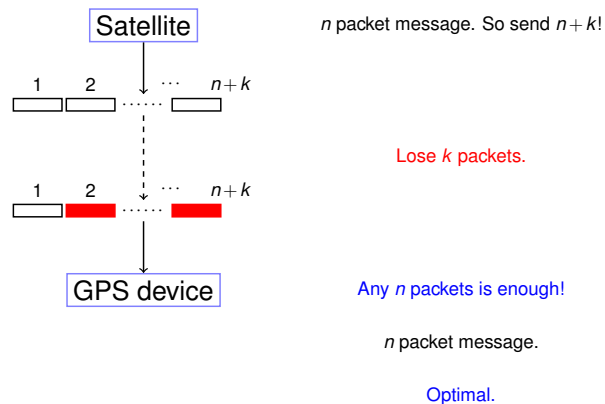 Satellite
n packet message. So send n + k!
1 2 ⋯ n + k
⋯⋯
Lose k packets.
1 2 ⋯ n + k
⋯⋯
GPS device
Any n packets is enough!
n packet message.
Optimal.